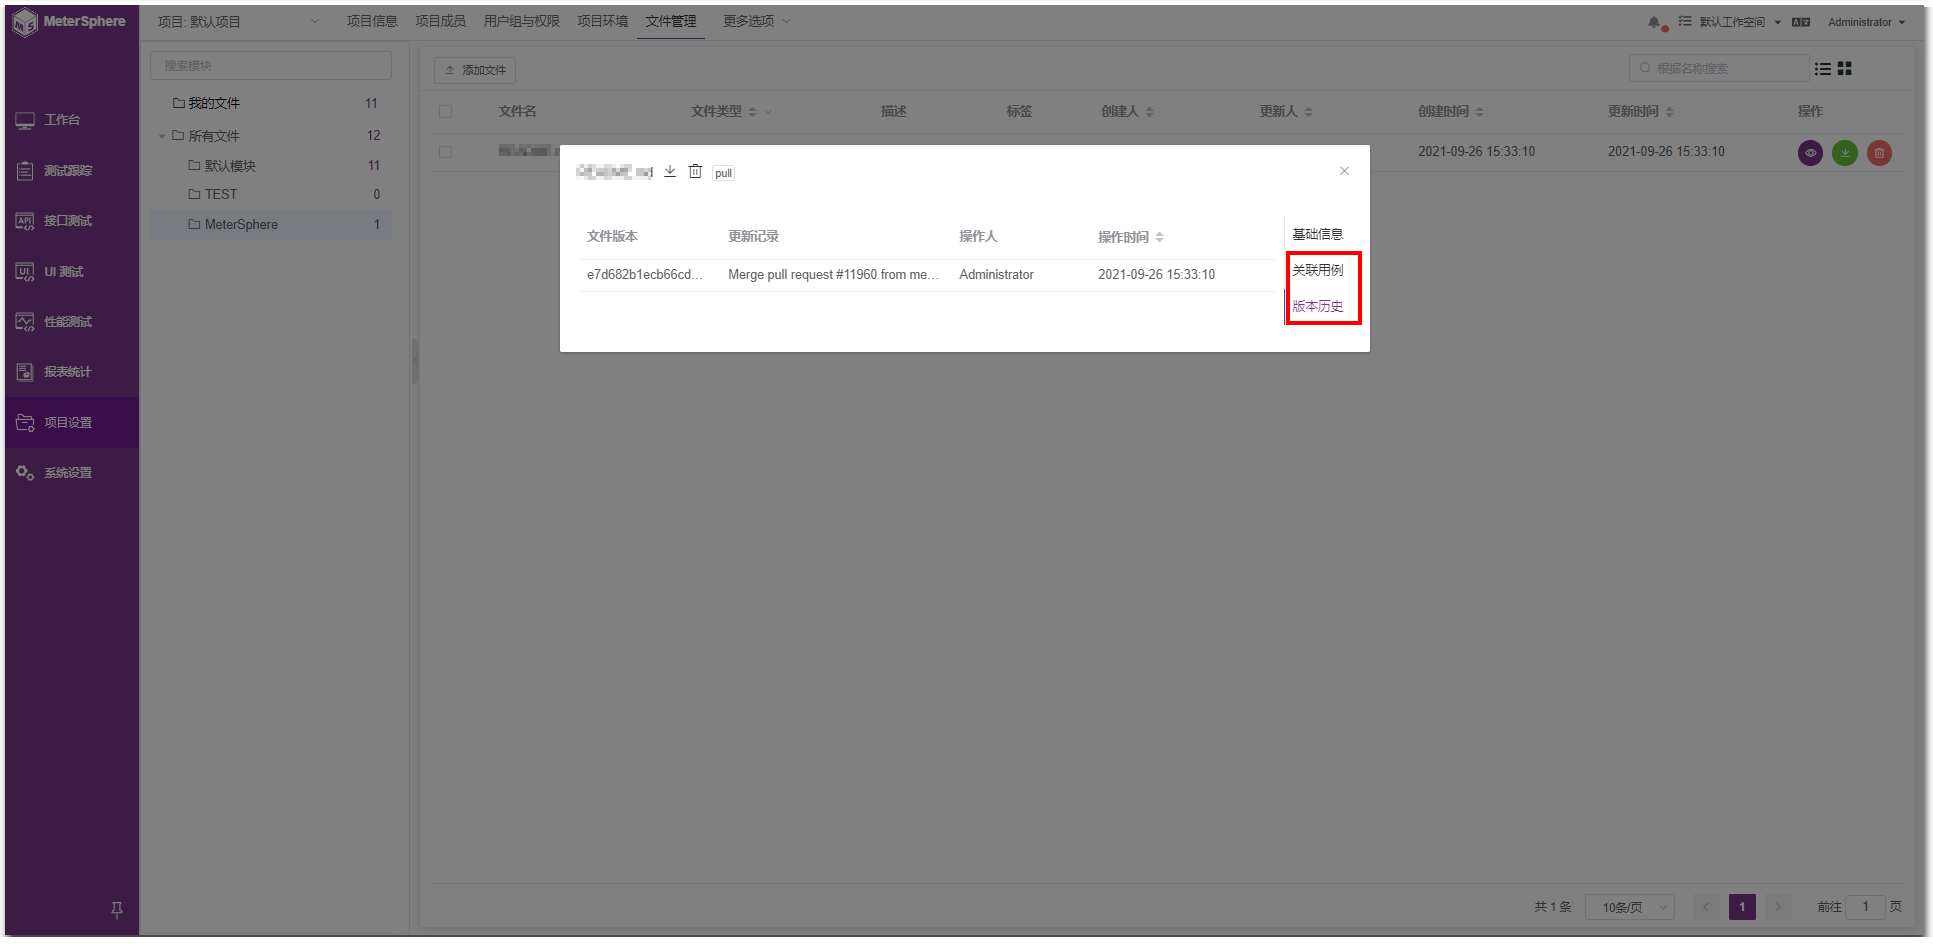 MeterSphere
项目: 默认项目
项目信息
项目成员
用户组与权限
项目环境
文件管理
更多选项
默认工作空间
Administrator
工作台
测试跟踪
接口测试
UI 测试
性能测试
报表统计
项目设置
系统设置
搜索模块
我的文件 11
所有文件 12
默认模块 11
TEST 0
MeterSphere 1
添加文件
根据名称搜索
文件名 文件类型 描述 标签 创建人 更新人 创建时间 更新时间 操作
2021-09-26 15:33:10 2021-09-26 15:33:10
pull
文件版本 更新记录 操作人 操作时间
e7d682b1ecb66cd... Merge pull request #11960 from me... Administrator 2021-09-26 15:33:10
基础信息
关联用例
版本历史
共 1 条 10条/页 1 前往 1 页